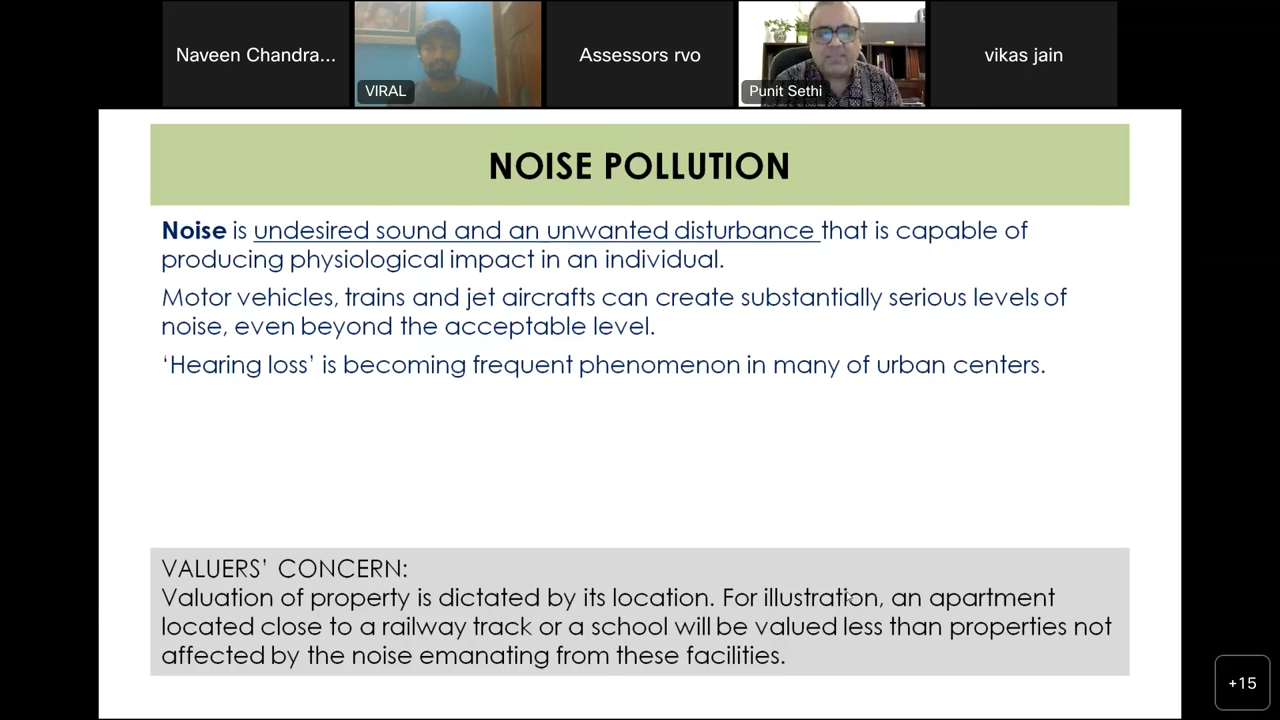 Naveen Chandra...
VIRAL
Assessors rvo
Punit Sethi
vikas jain
NOISE POLLUTION
Noise is undesired sound and an unwanted disturbance that is capable of
producing physiological impact in an individual.
Motor vehicles, trains and jet aircrafts can create substantially serious levels of
noise, even beyond the acceptable level.
‘Hearing loss’ is becoming frequent phenomenon in many of urban centers.
VALUERS’ CONCERN:
Valuation of property is dictated by its location. For illustration, an apartment
located close to a railway track or a school will be valued less than properties not
affected by the noise emanating from these facilities.
+15